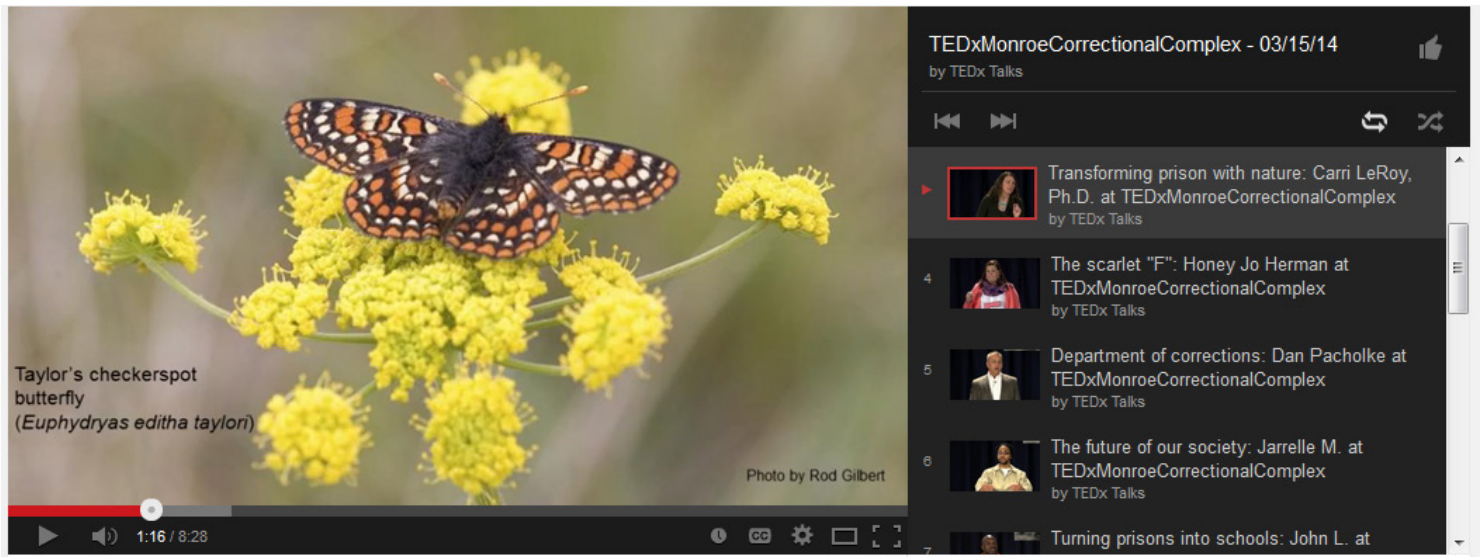 Taylor's checkerspot
butterfly
(Euphydryas editha taylori)
Photo by Rod Gilbert
1:16 / 8:28
CC
TEDxMonroeCorrectionalComplex - 03/15/14
by TEDx Talks
Transforming prison with nature: Carri LeRoy,
Ph.D. at TEDxMonroeCorrectionalComplex
by TEDx Talks
4
The scarlet "F": Honey Jo Herman at
TEDxMonroeCorrectionalComplex
by TEDx Talks
5
Department of corrections: Dan Pacholke at
TEDxMonroeCorrectionalComplex
by TEDx Talks
6
The future of our society: Jarrelle M. at
TEDxMonroeCorrectionalComplex
by TEDx Talks
7
Turning prisons into schools: John L. at